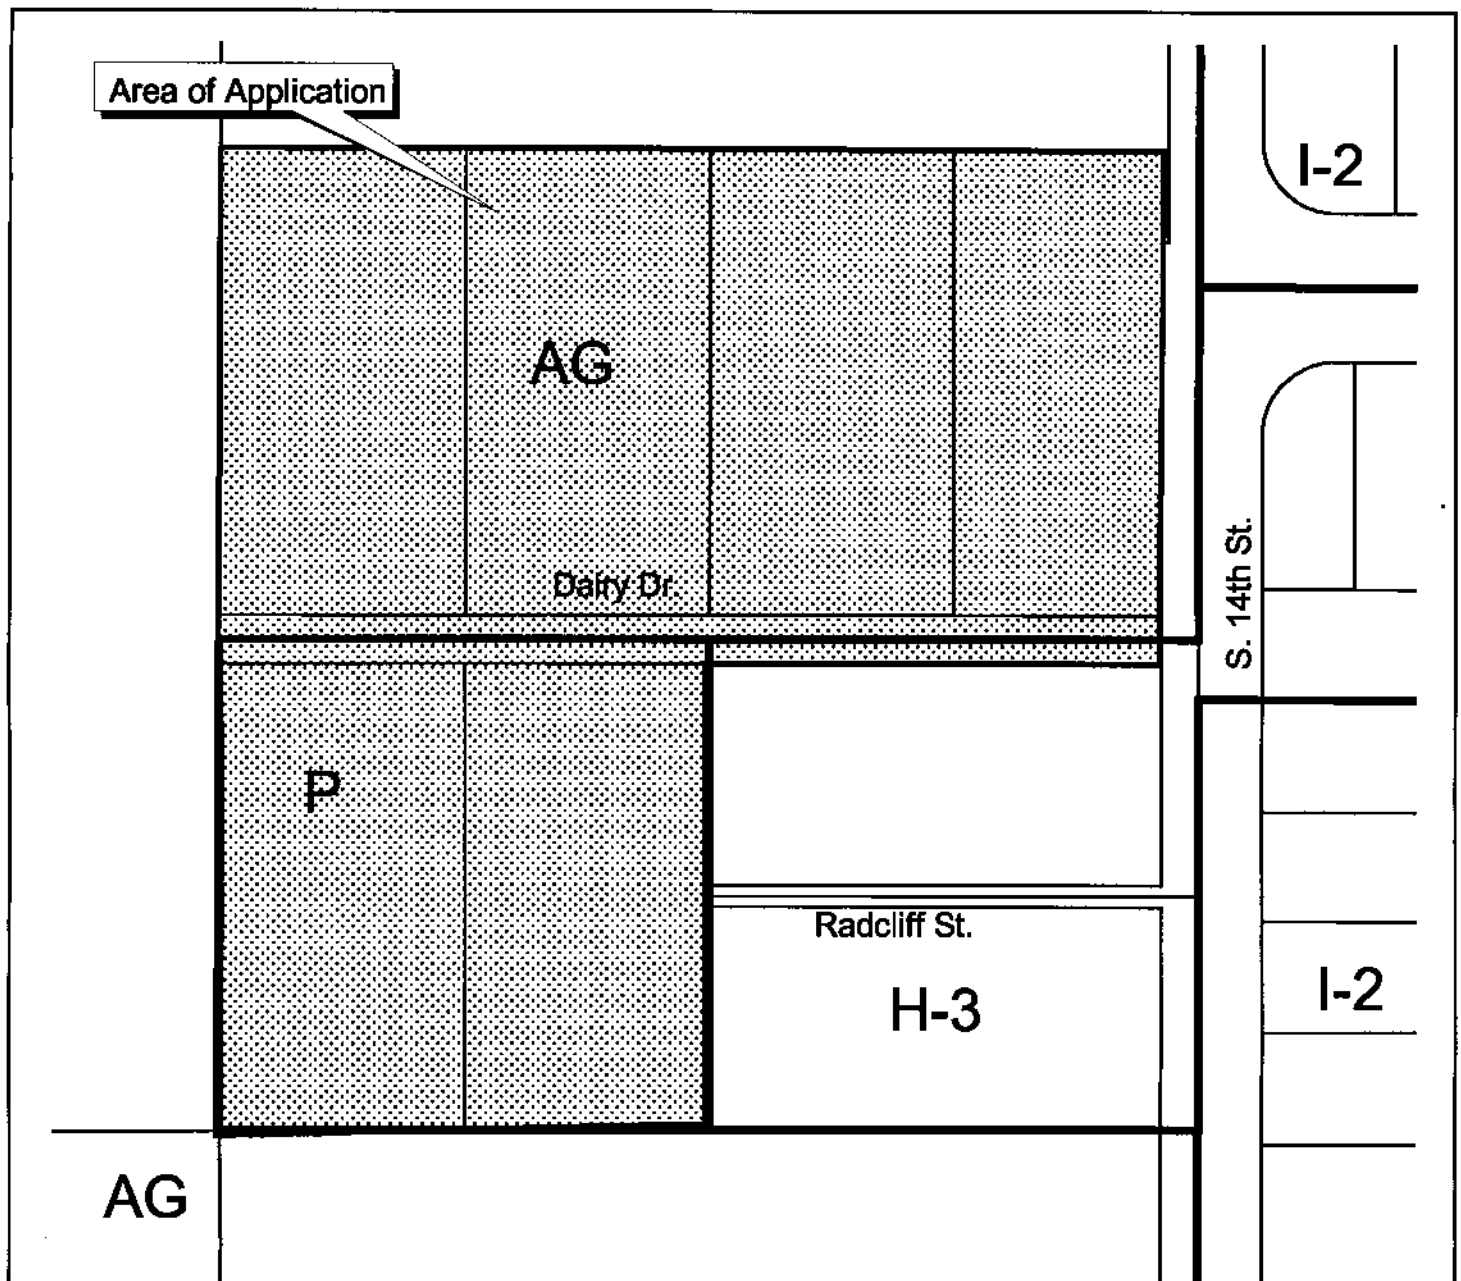 Area of Application
I-2
AG
Dairy Dr.
S. 14th St.
P
Radcliff St.
H-3
I-2
AG